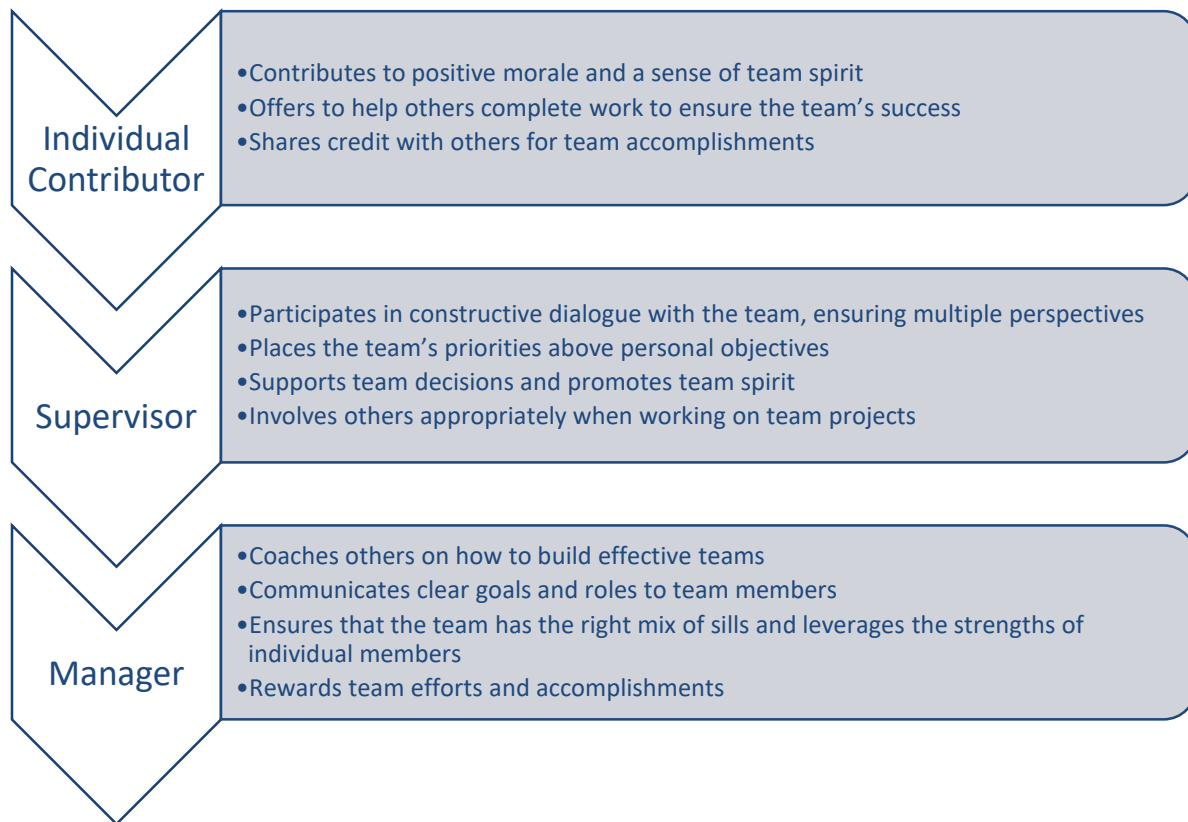 Individual
Contributor
•Contributes to positive morale and a sense of team spirit
•Offers to help others complete work to ensure the team’s success
•Shares credit with others for team accomplishments
Supervisor
•Participates in constructive dialogue with the team, ensuring multiple perspectives
•Places the team’s priorities above personal objectives
•Supports team decisions and promotes team spirit
•Involves others appropriately when working on team projects
Manager
•Coaches others on how to build effective teams
•Communicates clear goals and roles to team members
•Ensures that the team has the right mix of sills and leverages the strengths of
individual members
•Rewards team efforts and accomplishments